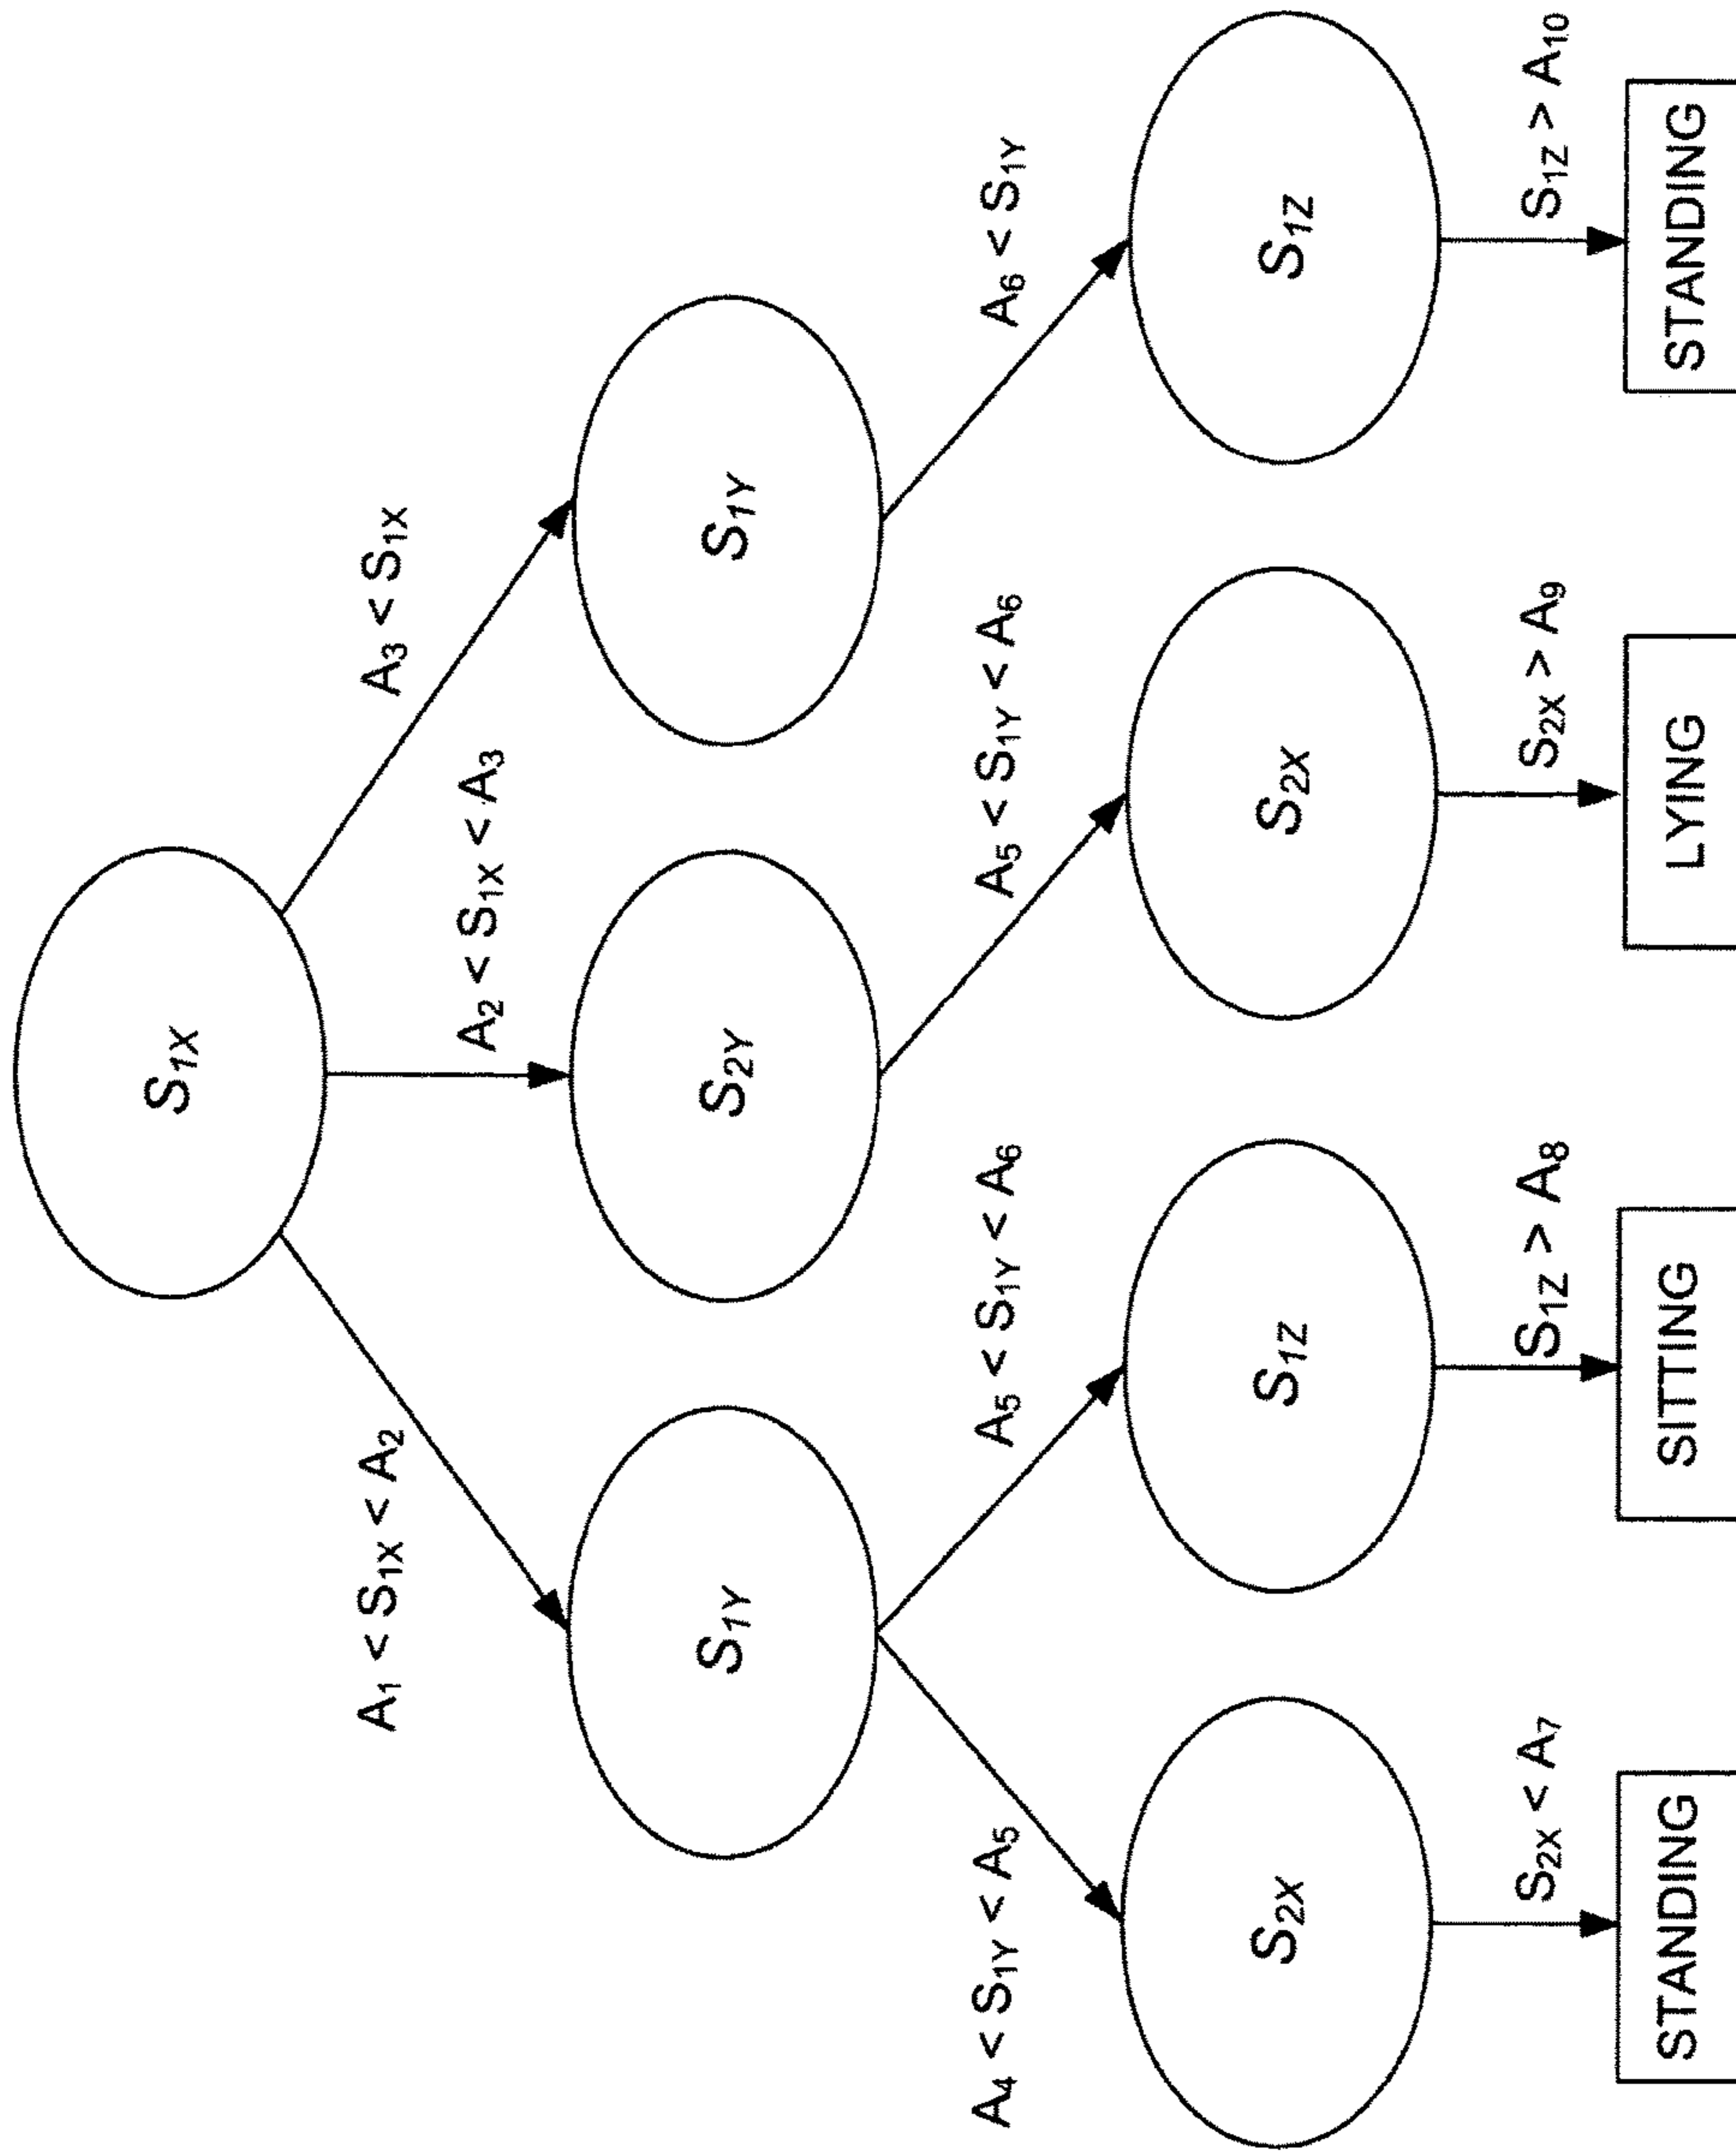 S1X
A1 < S1X < A2
A2 < S1X < A3
A3 < S1X
S1Y
S2Y
S1Y
A4 < S1Y < A5
A5 < S1Y < A6
A5 < S1Y < A6
A6 < S1Y
S2X
S1Z
S2X
S1Z
S2X < A7
S1Z > A8
S2X > A9
S1Z > A10
STANDING
SITTING
LYING
STANDING